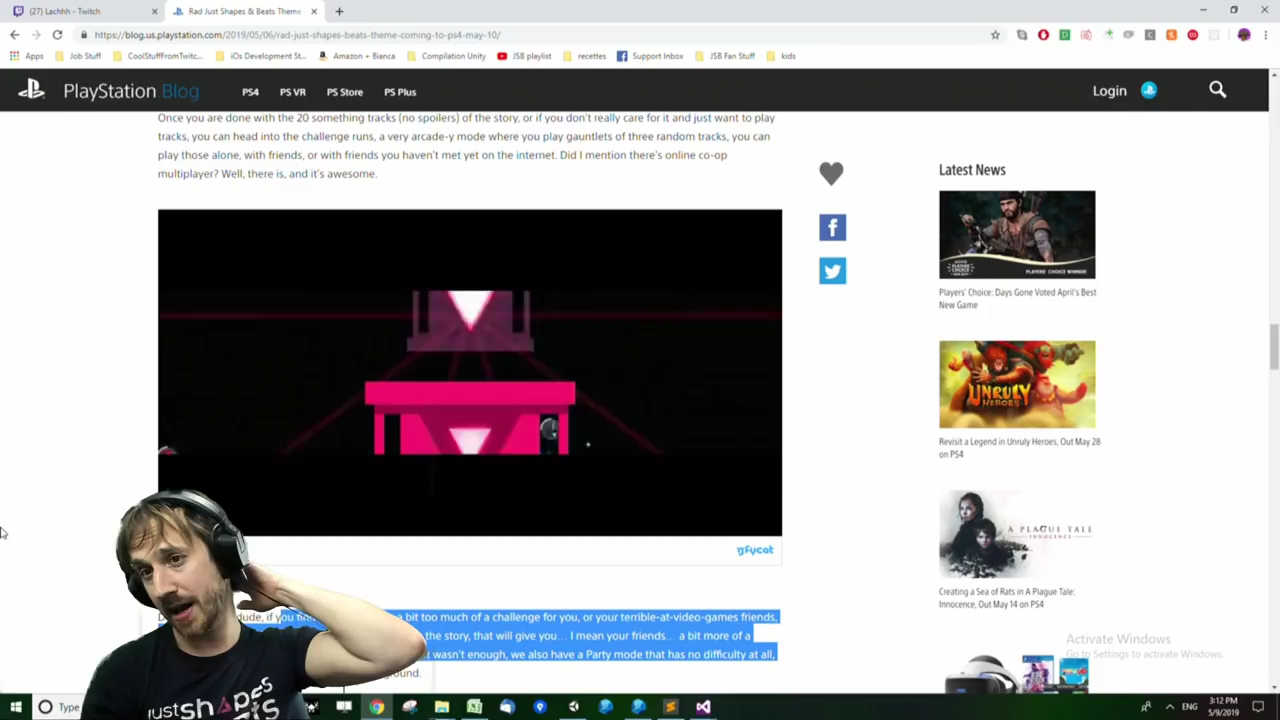 (27) Lachhh - Twitch
Rad Just Shapes & Beats Theme
https://blog.us.playstation.com/2019/05/06/rad-just-shapes-beats-theme-coming-to-ps4-may-10/
Apps
Job Stuff
CoolStuffFromTwitc...
iOs Development St...
Amazon + Bianca
Compilation Unity
JSB playlist
recettes
Support Inbox
JSB Fan Stuff
kids
PlayStation Blog
PS4
PS VR
PS Store
PS Plus
Login
Once you are done with the 20 something tracks (no spoilers) of the story, or if you don't really care for it and just want to play
tracks, you can head into the challenge runs, a very arcade-y mode where you play gauntlets of three random tracks, you can
play those alone, with friends, or with friends you haven't met yet on the internet. Did I mention there's online co-op
multiplayer? Well, there is, and it's awesome.
gfycat
dude, if you a bit too much of a challenge for you, or your terrible-at-video-games friends,
the story, that will give you... I mean your friends... a bit more of a
wasn't enough, we also have a Party mode that has no difficulty at all,
Latest News
PLAYERS' CHOICE WINNER!
Players' Choice: Days Gone Voted April's Best
New Game
UNRULY
HEROES
Revisit a Legend in Unruly Heroes, Out May 28
on PS4
A PLAGUE TALE
INNOCENCE
Creating a Sea of Rats in A Plague Tale:
Innocence, Out May 14 on PS4
Activate Windows
Go to Settings to activate Windows.
just shapes
Type
ENG
3:12 PM
5/9/2019